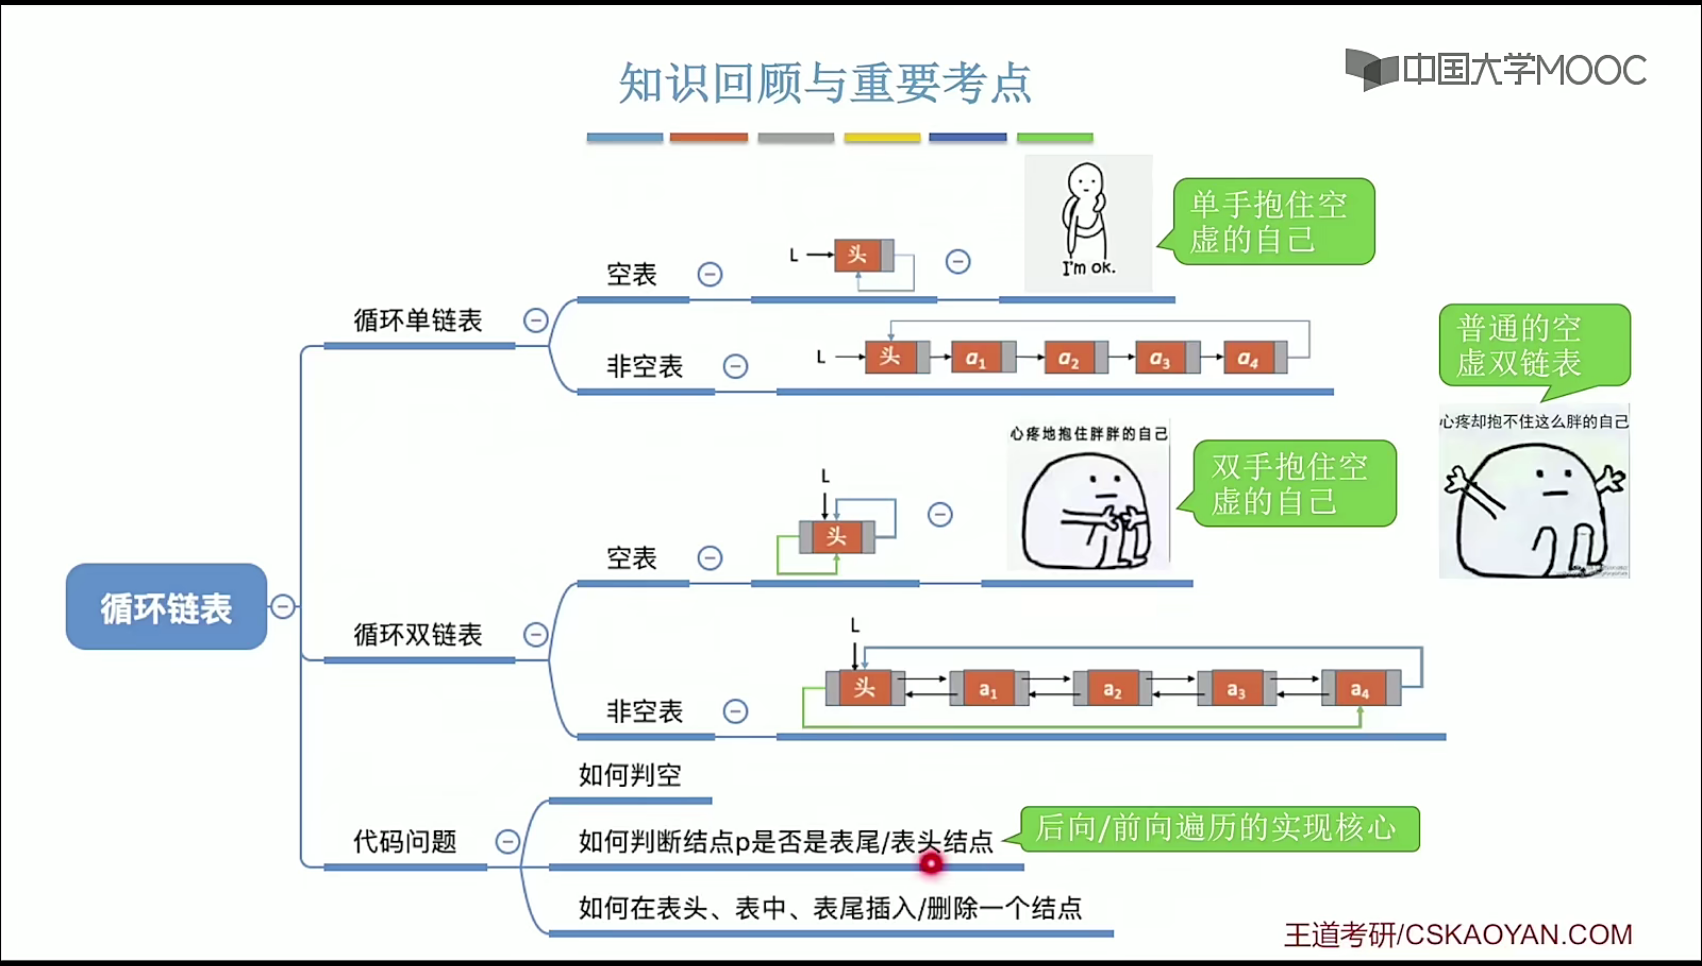 知识回顾与重要考点
中国大学MOOC
单手抱住空
虚的自己
L
头
I'm ok.
空表
循环单链表
非空表
L
头
a1
a2
a3
a4
普通的空
虚双链表
心疼却抱不住这么胖的自己
心疼地抱住胖胖的自己
双手抱住空
虚的自己
L
头
空表
循环链表
循环双链表
L
头
a1
a2
a3
a4
非空表
如何判空
代码问题
如何判断结点p是否是表尾/表头结点
后向/前向遍历的实现核心
如何在表头、表中、表尾插入/删除一个结点
王道考研/CSKAOYAN.COM